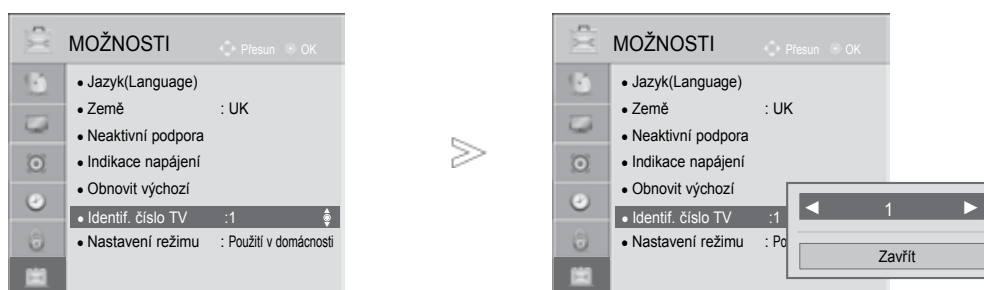 MOŽNOSTI Přesun OK
• Jazyk(Language)
• Země : UK
• Neaktivní podpora
• Indikace napájení
• Obnovit výchozí
• Identif. číslo TV :1
• Nastavení režimu : Použití v domácnosti
MOŽNOSTI Přesun OK
• Jazyk(Language)
• Země : UK
• Neaktivní podpora
• Indikace napájení
• Obnovit výchozí
• Identif. číslo TV :1
• Nastavení režimu : Po
◄ 1 ►
Zavřít